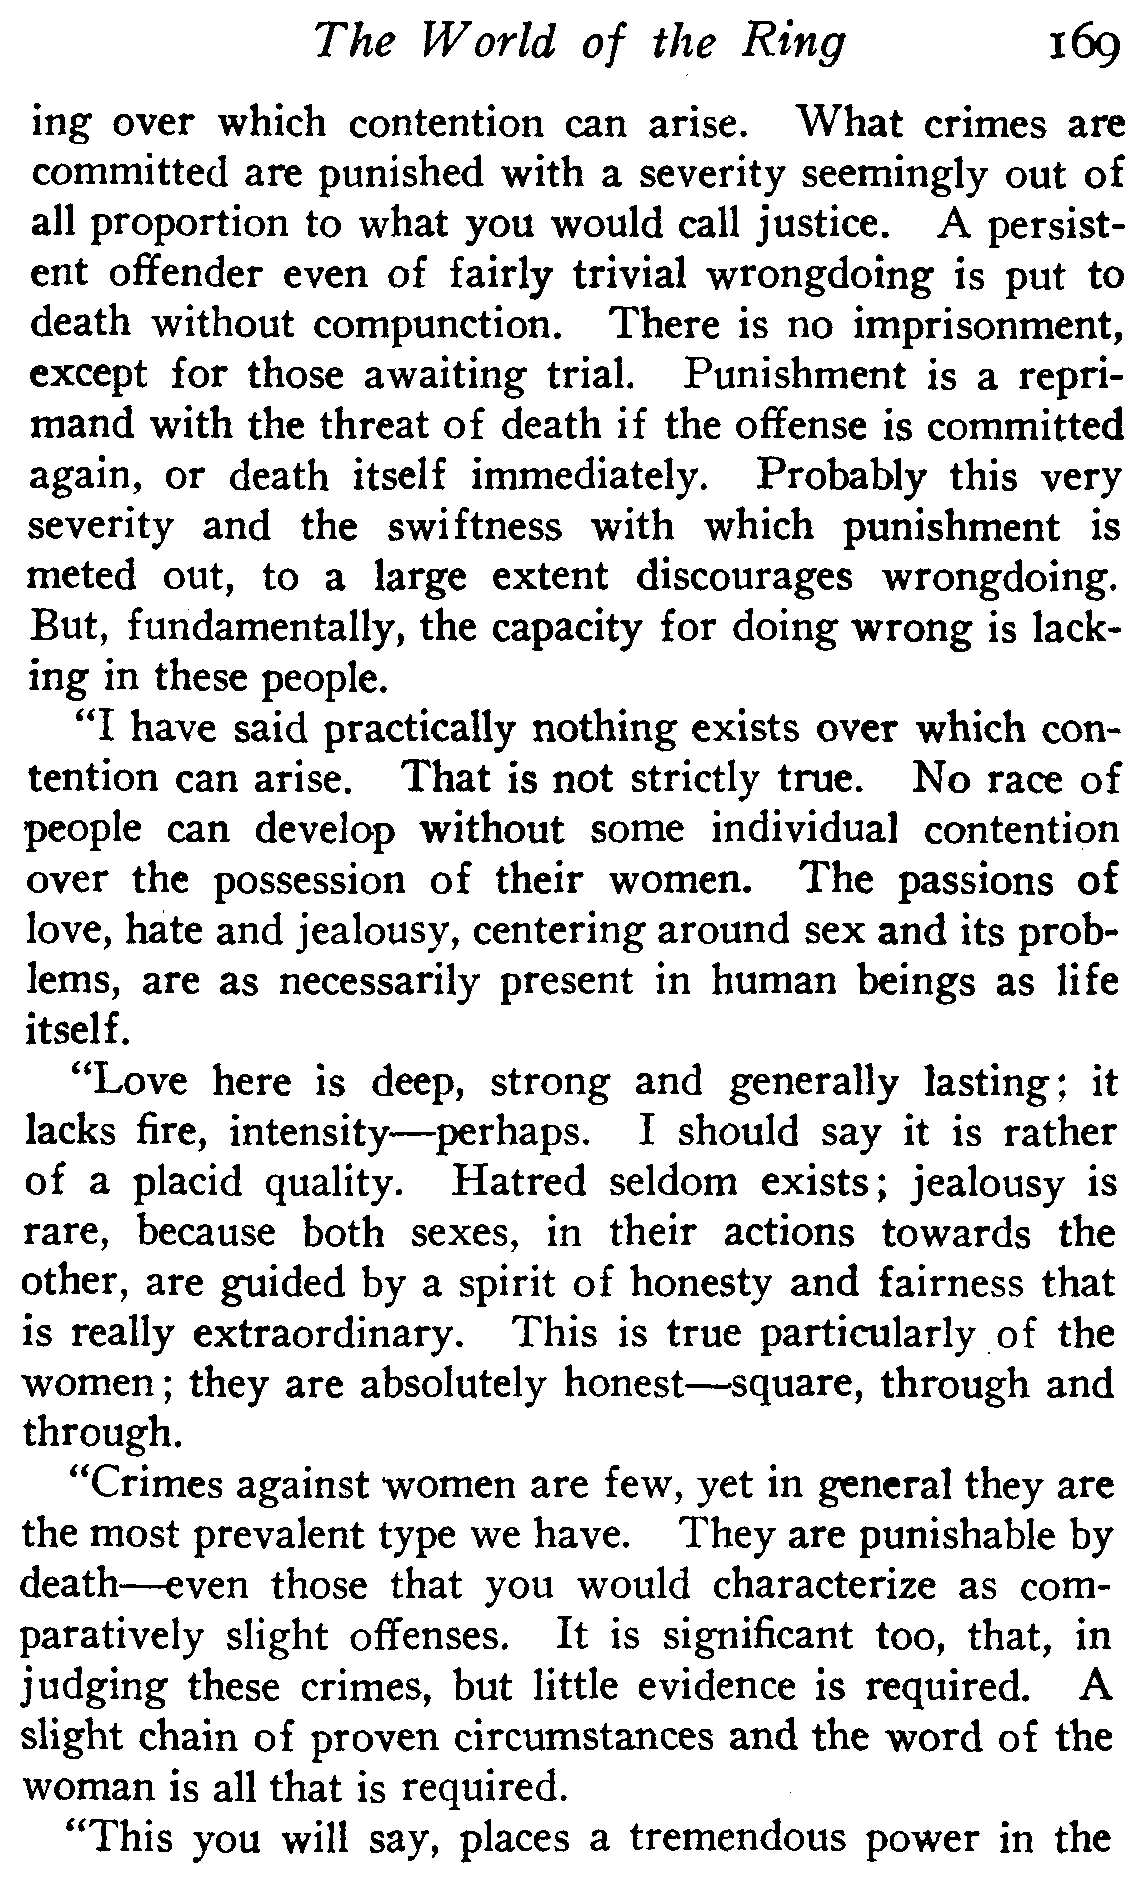 The World of the Ring 169
ing over which contention can arise. What crimes are
committed are punished with a severity seemingly out of
all proportion to what you would call justice. A persist-
ent offender even of fairly trivial wrongdoing is put to
death without compunction. There is no imprisonment,
except for those awaiting trial. Punishment is a repri-
mand with the threat of death if the offense is committed
again, or death itself immediately. Probably this very
severity and the swiftness with which punishment is
meted out, to a large extent discourages wrongdoing.
But, fundamentally, the capacity for doing wrong is lack-
ing in these people.
“I have said practically nothing exists over which con-
tention can arise. That is not strictly true. No race of
people can develop without some individual contention
over the possession of their women. The passions of
love, hate and jealousy, centering around sex and its prob-
lems, are as necessarily present in human beings as life
itself.
“Love here is deep, strong and generally lasting; it
lacks fire, intensity—perhaps. I should say it is rather
of a placid quality. Hatred seldom exists; jealousy is
rare, because both sexes, in their actions towards the
other, are guided by a spirit of honesty and fairness that
is really extraordinary. This is true particularly of the
women; they are absolutely honest—square, through and
through.
“Crimes against women are few, yet in general they are
the most prevalent type we have. They are punishable by
death—even those that you would characterize as com-
paratively slight offenses. It is significant too, that, in
judging these crimes, but little evidence is required. A
slight chain of proven circumstances and the word of the
woman is all that is required.
“This you will say, places a tremendous power in the